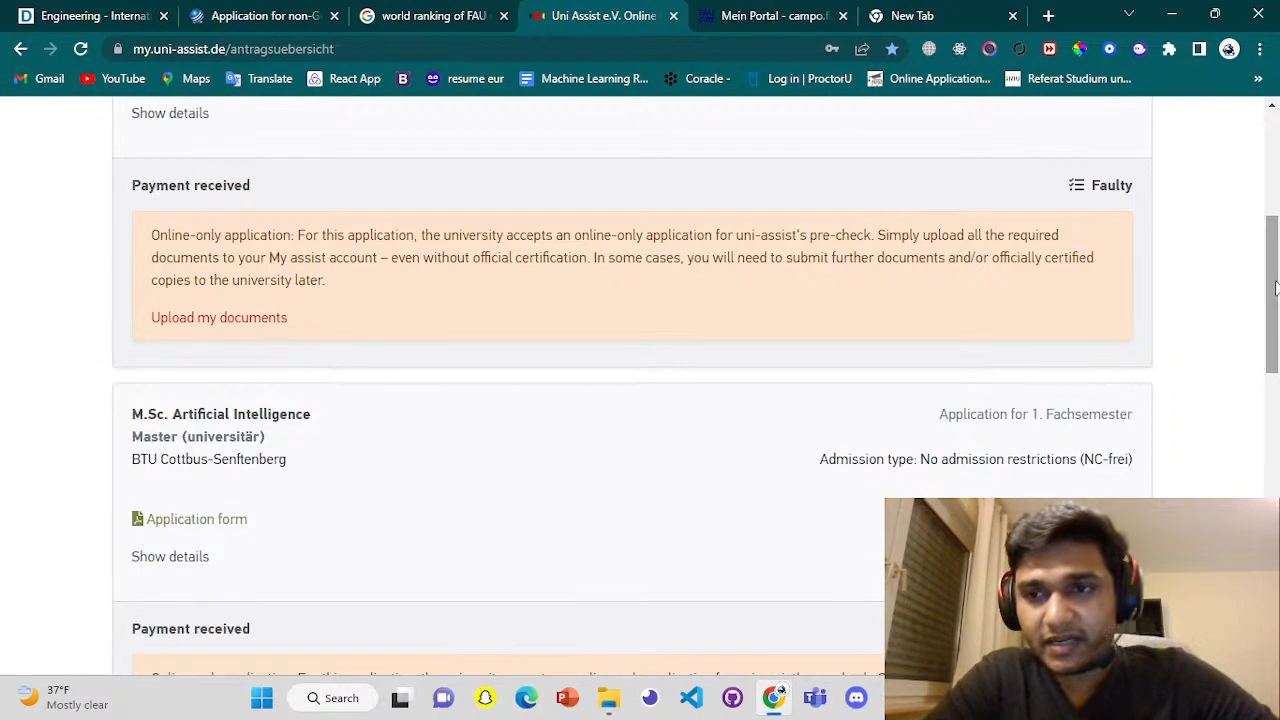 Engineering - Internat
Application for non-G
world ranking of FAU
Uni Assist e.V. Online
Mein Portal - campo.f
New Tab
my.uni-assist.de/antragsuebersicht
Gmail
YouTube
Maps
Translate
React App
resume eur
Machine Learning R...
Coracle -
Log in | ProctorU
Online Application...
Referat Studium un...
Show details
Payment received
Faulty
Online-only application: For this application, the university accepts an online-only application for uni-assist's pre-check. Simply upload all the required
documents to your My assist account – even without official certification. In some cases, you will need to submit further documents and/or officially certified
copies to the university later.
Upload my documents
M.Sc. Artificial Intelligence
Application for 1. Fachsemester
Master (universitär)
BTU Cottbus-Senftenberg
Admission type: No admission restrictions (NC-frei)
Application form
Show details
Payment received
37°F
Mostly clear
Search